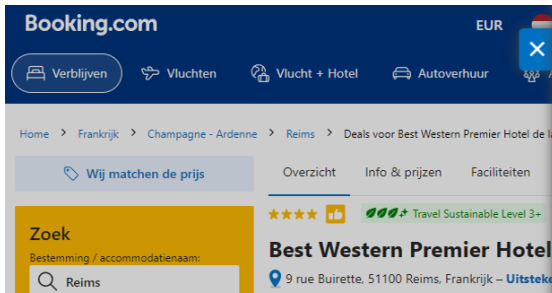 Booking.com EUR
Verblijven Vluchten Vlucht + Hotel Autoverhuur
Home > Frankrijk > Champagne - Ardenne > Reims > Deals voor Best Western Premier Hotel de
Wij matchen de prijs
Overzicht Info & prijzen Faciliteiten
Travel Sustainable Level 3+
Zoek
Bestemming / accommodatienaam:
Reims
Best Western Premier Hotel
9 rue Buirette, 51100 Reims, Frankrijk –